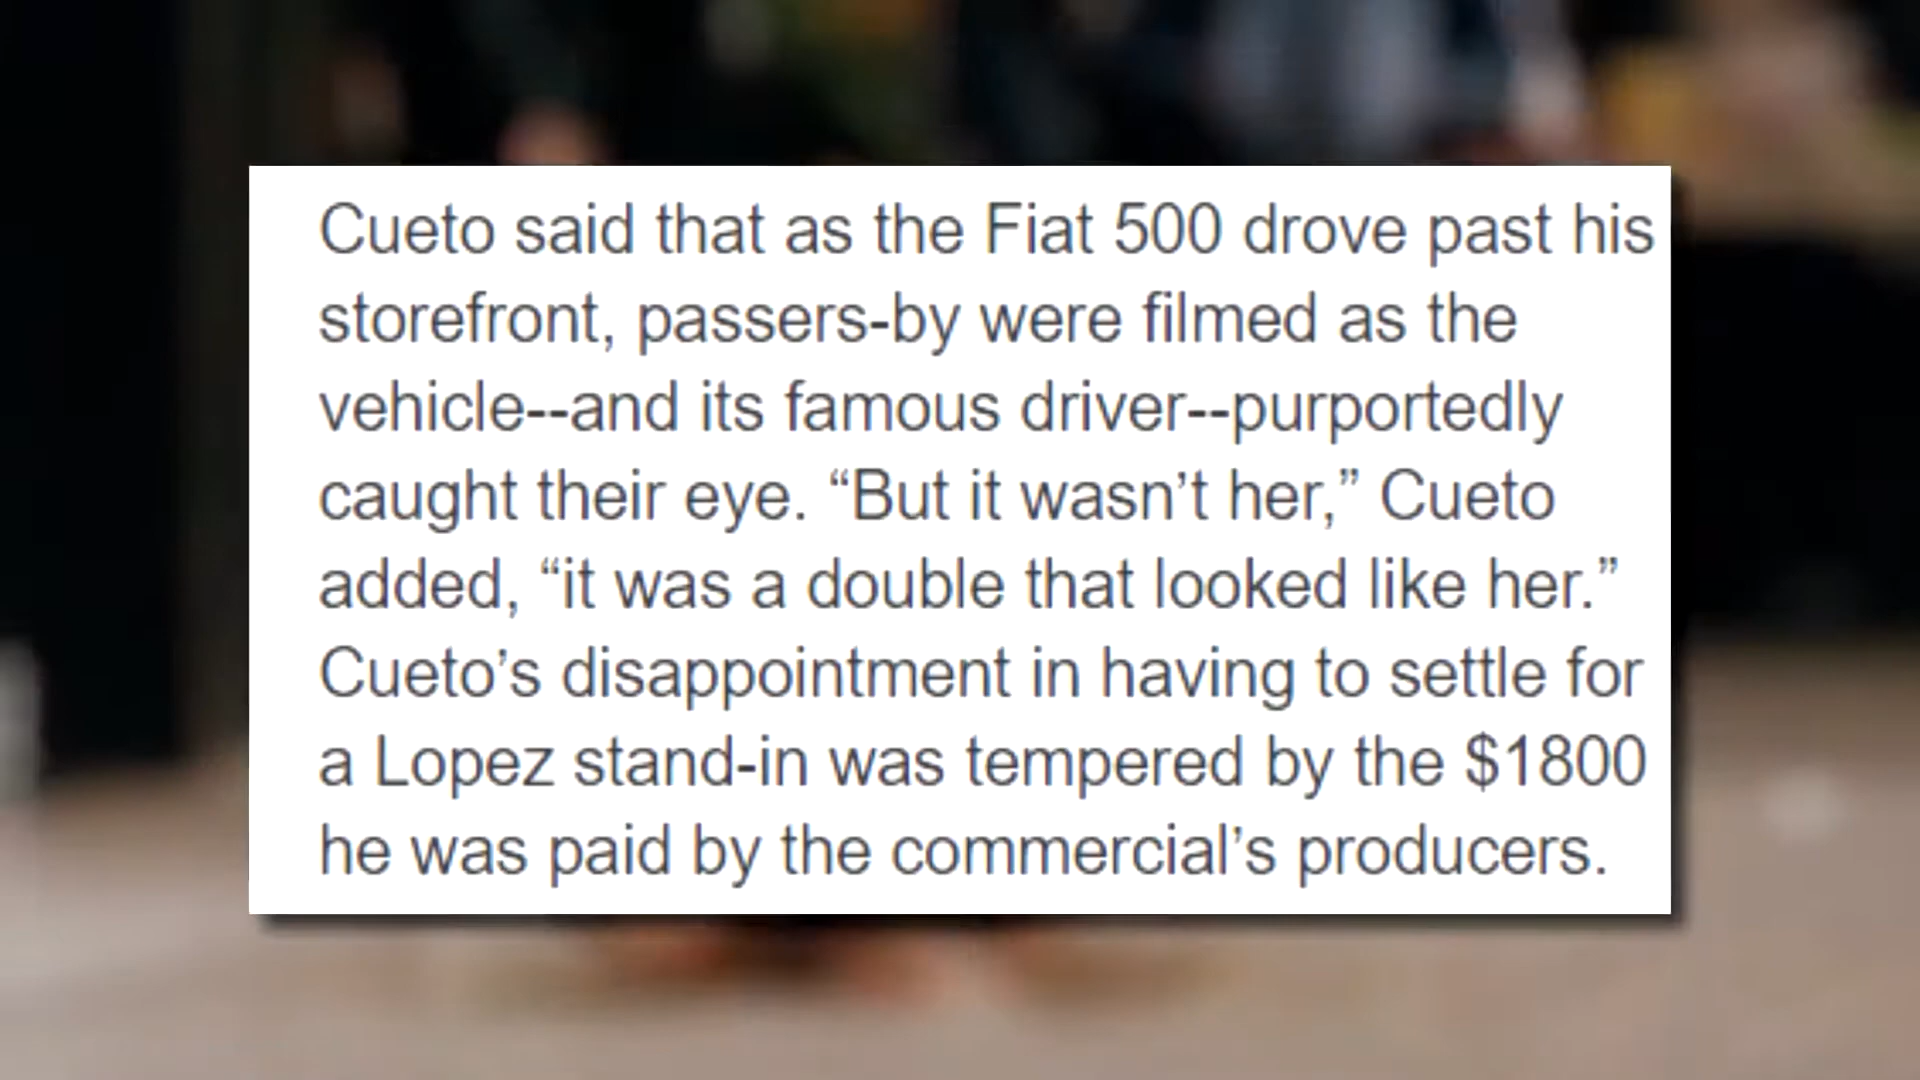 Cueto said that as the Fiat 500 drove past his
storefront, passers-by were filmed as the
vehicle--and its famous driver--purportedly
caught their eye. “But it wasn’t her,” Cueto
added, “it was a double that looked like her.”
Cueto’s disappointment in having to settle for
a Lopez stand-in was tempered by the $1800
he was paid by the commercial’s producers.